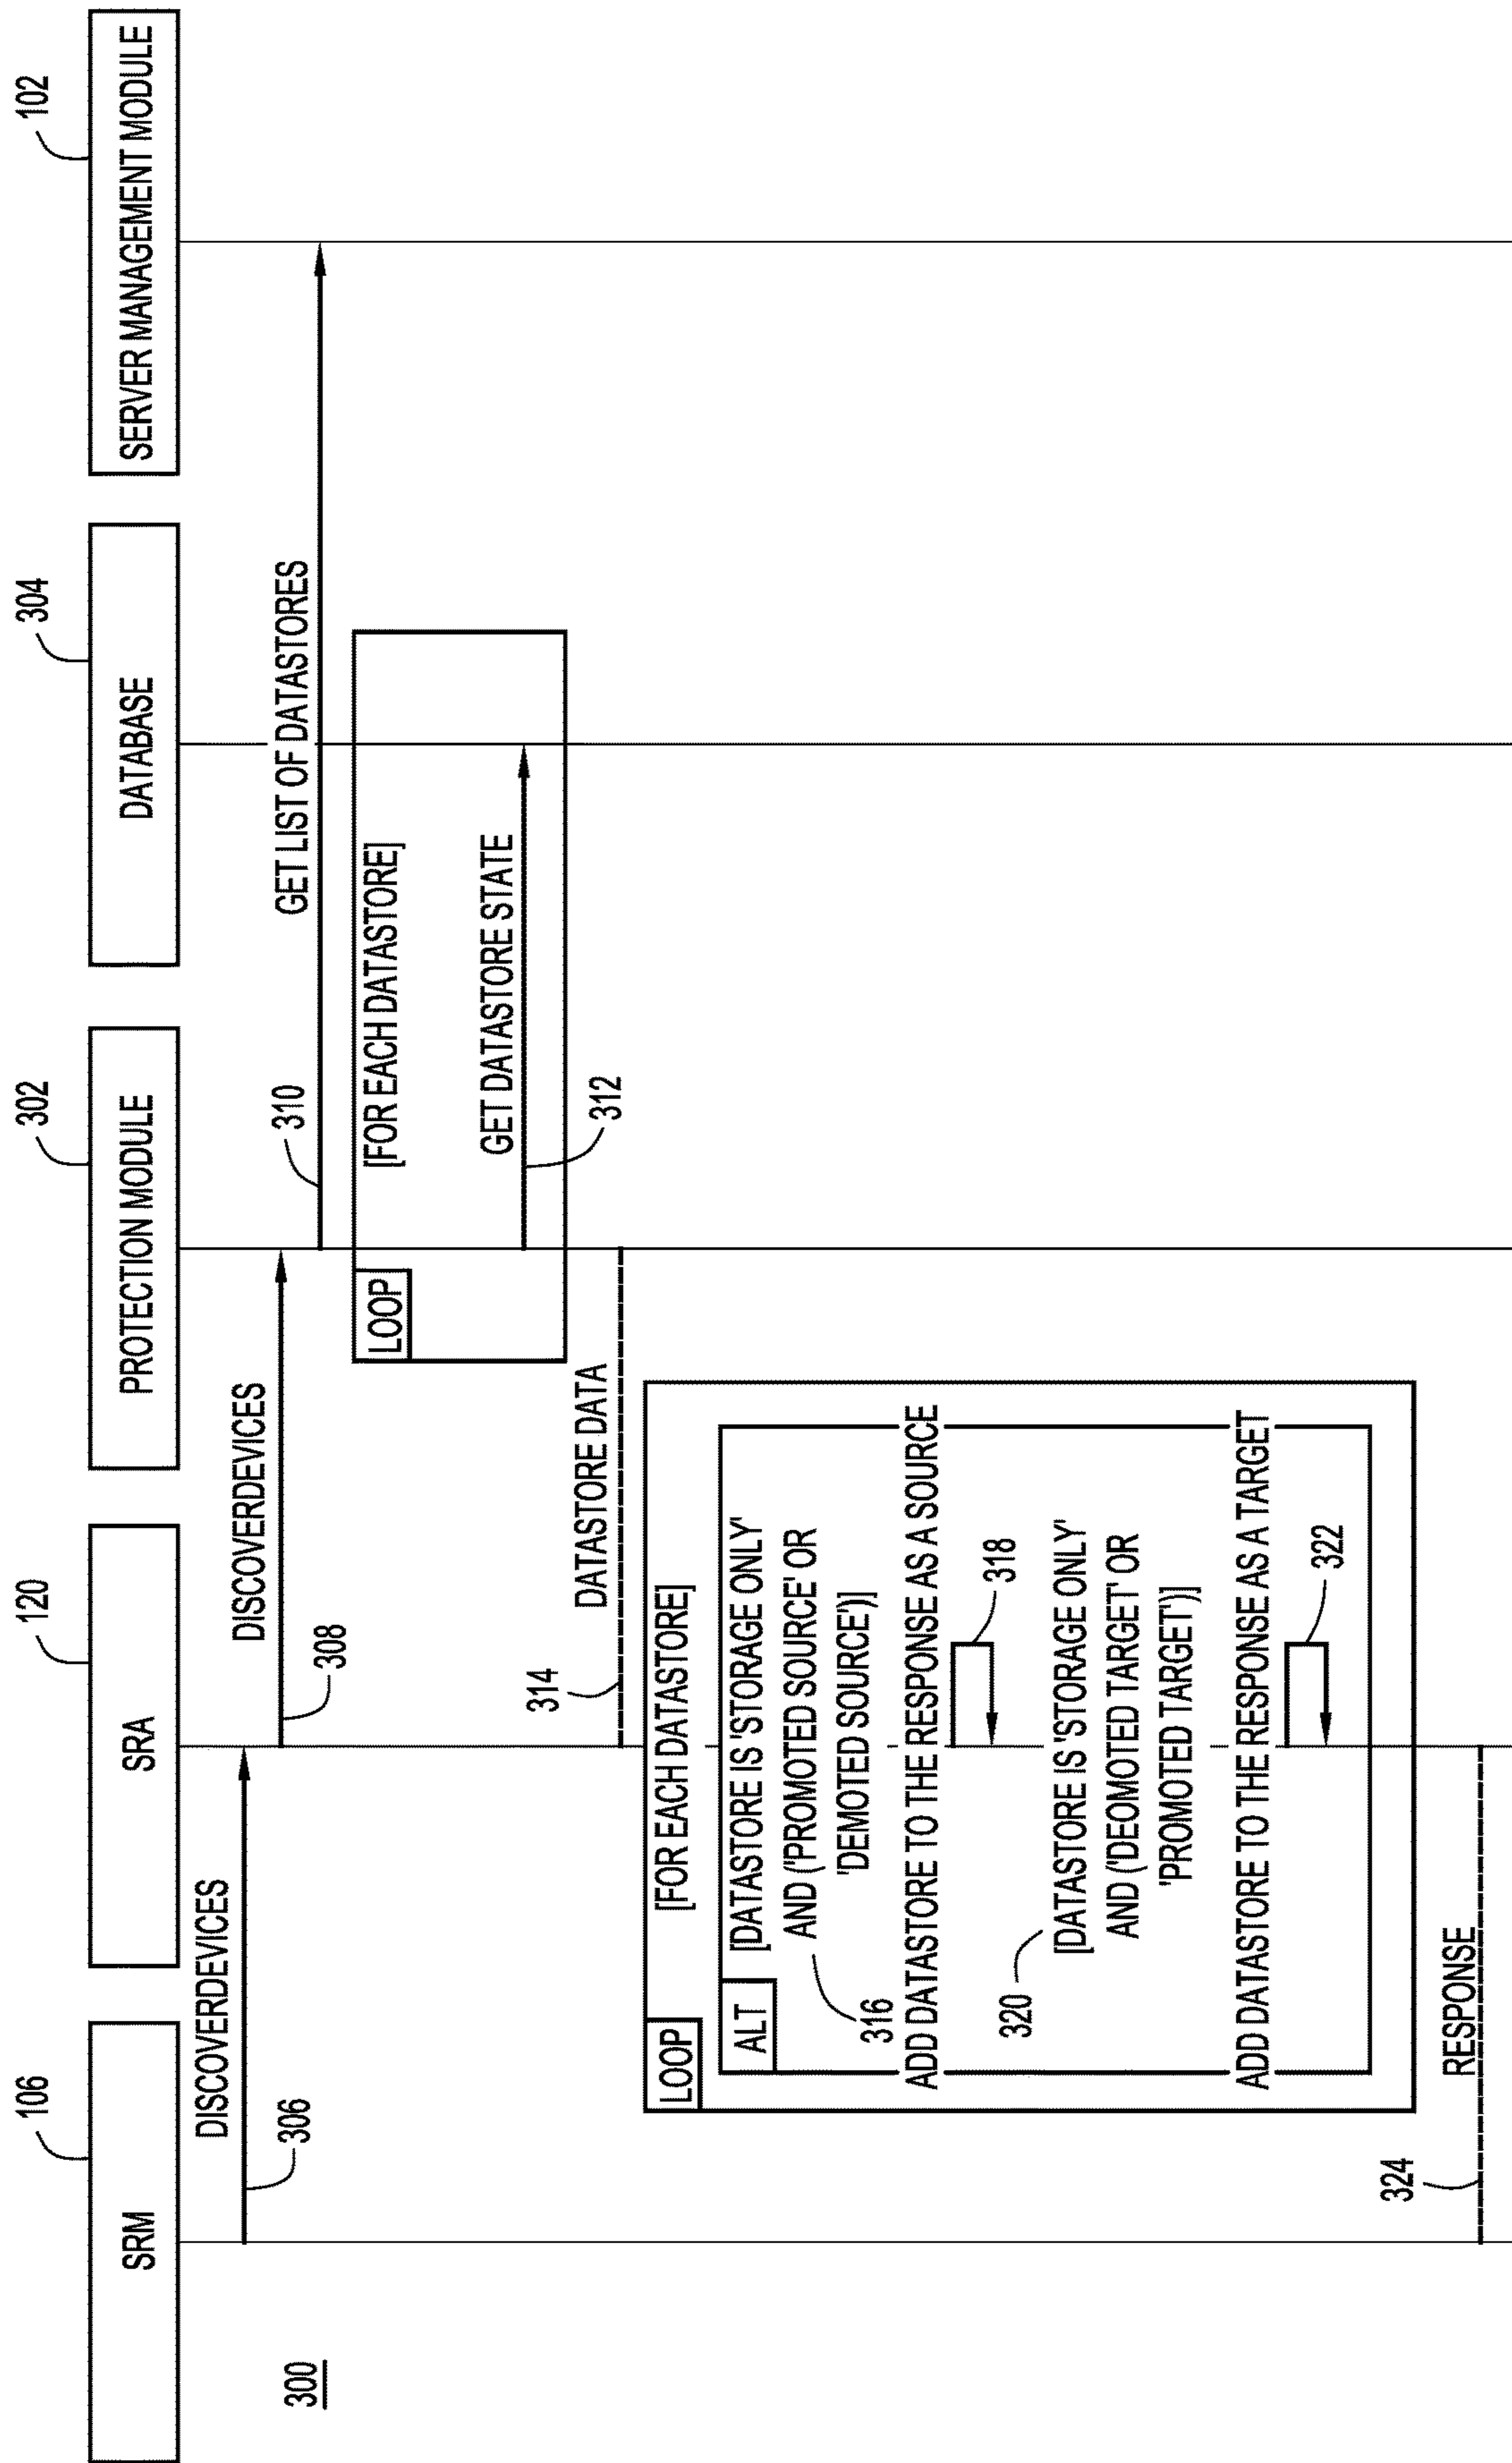 300
106
SRM
120
SRA
302
PROTECTION MODULE
304
DATABASE
102
SERVER MANAGEMENT MODULE
DISCOVERDEVICES
306
DISCOVERDEVICES
308
310
GET LIST OF DATASTORES
LOOP
[FOR EACH DATASTORE]
GET DATASTORE STATE
312
314
DATASTORE DATA
LOOP
[FOR EACH DATASTORE]
ALT
[DATASTORE IS 'STORAGE ONLY'
AND ('PROMOTED SOURCE' OR
'DEMOTED SOURCE')]
316
ADD DATASTORE TO THE RESPONSE AS A SOURCE
318
320
[DATASTORE IS 'STORAGE ONLY'
AND ('DEOMOTED TARGET' OR
'PROMOTED TARGET')]
ADD DATASTORE TO THE RESPONSE AS A TARGET
322
324
RESPONSE